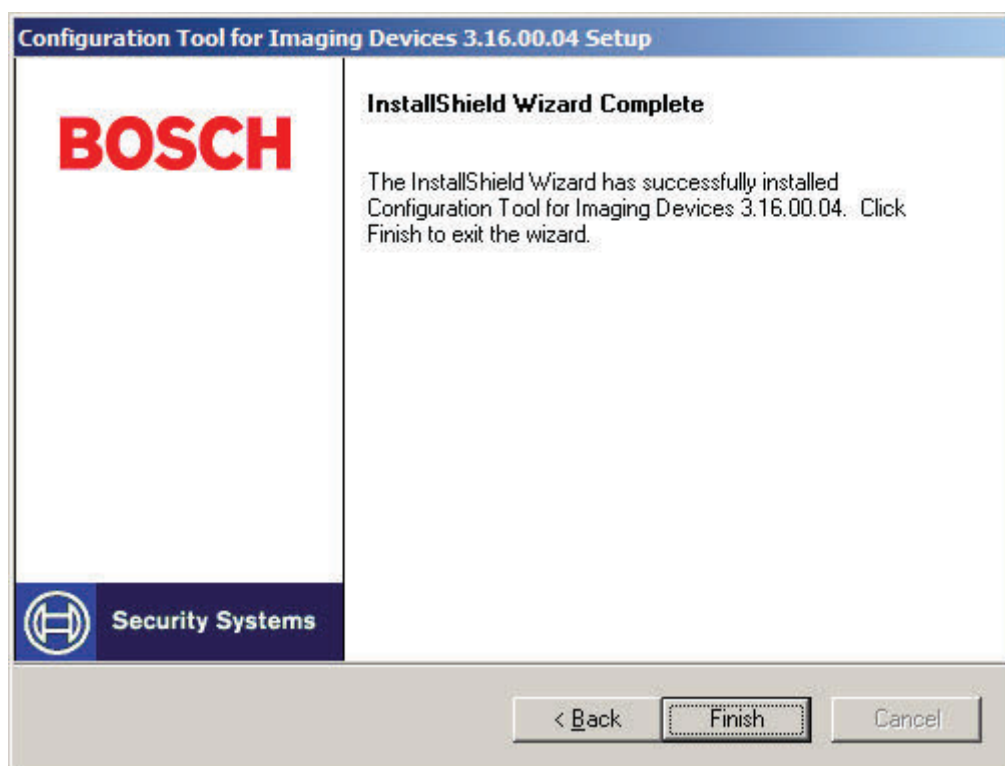 Configuration Tool for Imaging Devices 3.16.00.04 Setup
BOSCH
InstallShield Wizard Complete
The InstallShield Wizard has successfully installed
Configuration Tool for Imaging Devices 3.16.00.04.  Click
Finish to exit the wizard.
Security Systems
< Back
Finish
Cancel